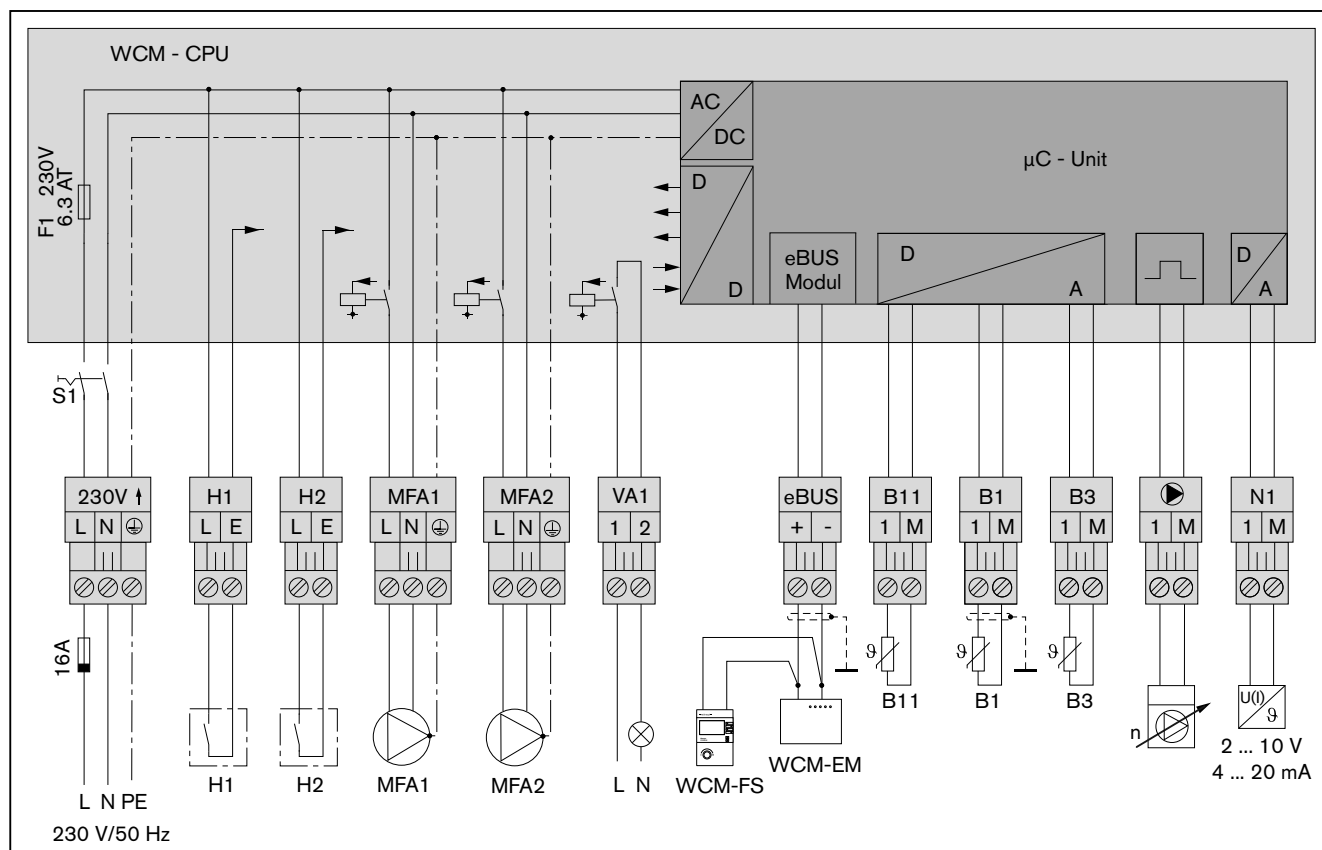 WCM - CPU
AC
DC
µC - Unit
F1 230V
6.3 AT
D
D
eBUS
Modul
D
A
D
A
S1
230V
L N
H1
L E
H2
L E
MFA1
L N
MFA2
L N
VA1
1 2
eBUS
+ -
B11
1 M
B1
1 M
B3
1 M
1 M
N1
1 M
16A
ϑ
ϑ
ϑ
B11
B1
B3
n
U(I)
ϑ
2 ... 10 V
4 ... 20 mA
H1
H2
MFA1
MFA2
L N
WCM-FS
WCM-EM
L N PE
230 V/50 Hz